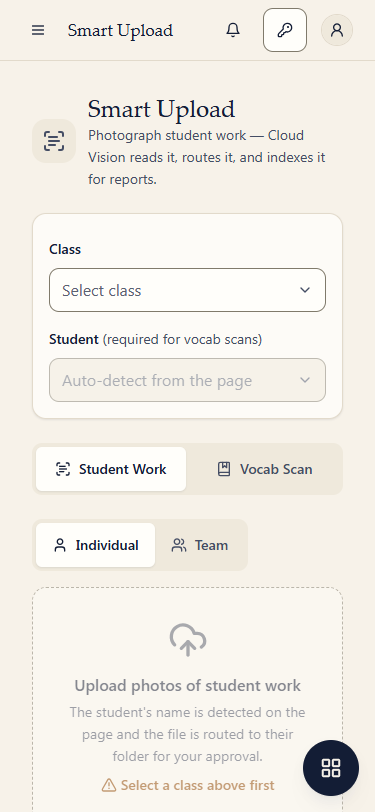 Smart Upload
Smart Upload
Photograph student work — Cloud
Vision reads it, routes it, and indexes it
for reports.
Class
Select class
Student (required for vocab scans)
Auto-detect from the page
Student Work
Vocab Scan
Individual
Team
Upload photos of student work
The student's name is detected on the
page and the file is routed to their
folder for your approval.
Select a class above first